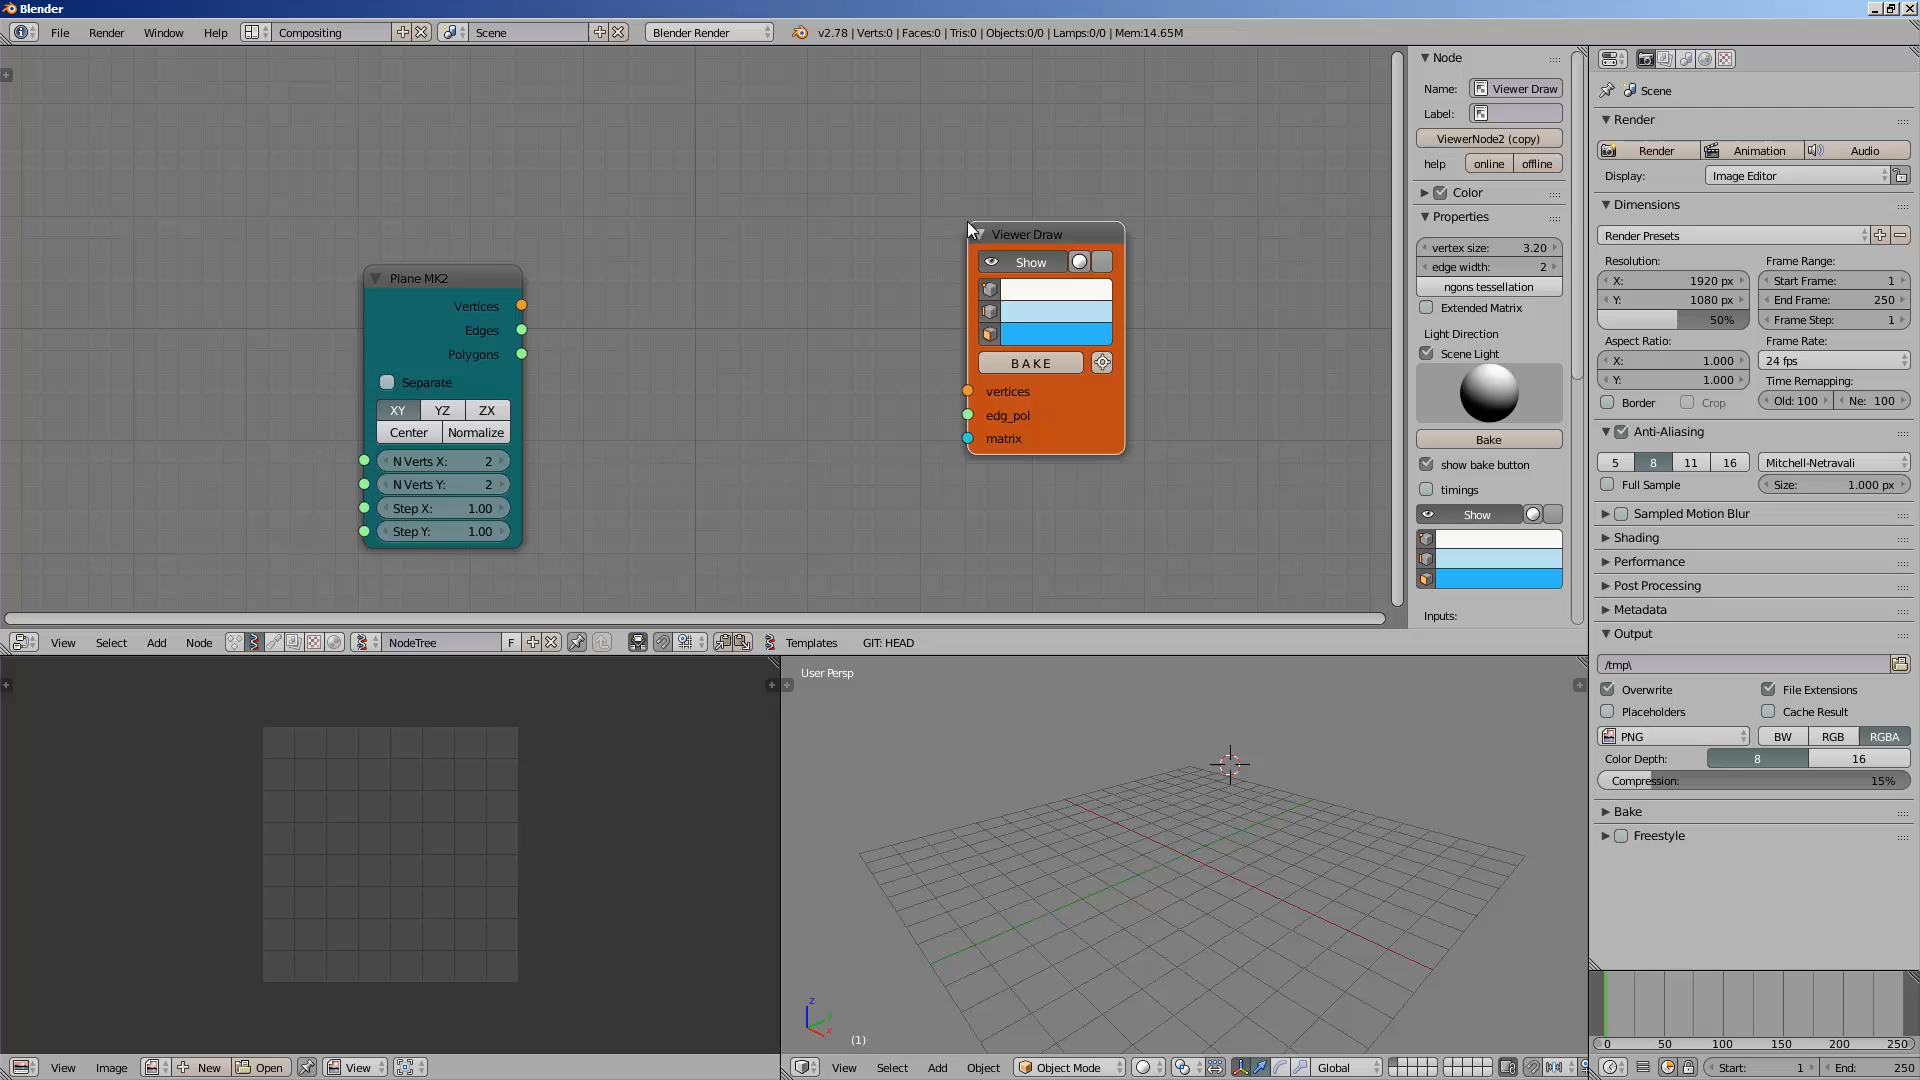 Blender
File Render Window Help Compositing Scene Blender Render v2.78 | Verts:0 | Faces:0 | Tris:0 | Objects:0/0 | Lamps:0/0 | Mem:14.65M
Plane MK2
Vertices
Edges
Polygons
Separate
XY YZ ZX
Center Normalize
N Verts X: 2
N Verts Y: 2
Step X: 1.00
Step Y: 1.00
Viewer Draw
Show
BAKE
vertices
edg_pol
matrix
Node
Name: Viewer Draw
Label:
ViewerNode2 (copy)
help online offline
Color
Properties
vertex size: 3.20
edge width: 2
ngons tessellation
Extended Matrix
Light Direction
Scene Light
Bake
show bake button
timings
Show
Inputs:
View Select Add Node NodeTree F Templates GIT: HEAD
User Persp
z
y
x
(1)
View Image New Open View
View Select Add Object Object Mode Global
Scene
Render
Render Animation Audio
Display: Image Editor
Dimensions
Render Presets
Resolution: Frame Range:
X: 1920 px Start Frame: 1
Y: 1080 px End Frame: 250
50% Frame Step: 1
Aspect Ratio: Frame Rate:
X: 1.000 24 fps
Y: 1.000 Time Remapping:
Border Crop Old: 100 Ne: 100
Anti-Aliasing
5 8 11 16 Mitchell-Netravali
Full Sample Size: 1.000 px
Sampled Motion Blur
Shading
Performance
Post Processing
Metadata
Output
/tmp\
Overwrite File Extensions
Placeholders Cache Result
PNG BW RGB RGBA
Color Depth: 8 16
Compression: 15%
Bake
Freestyle
0 50 100 150 200 250
Start: 1 End: 250